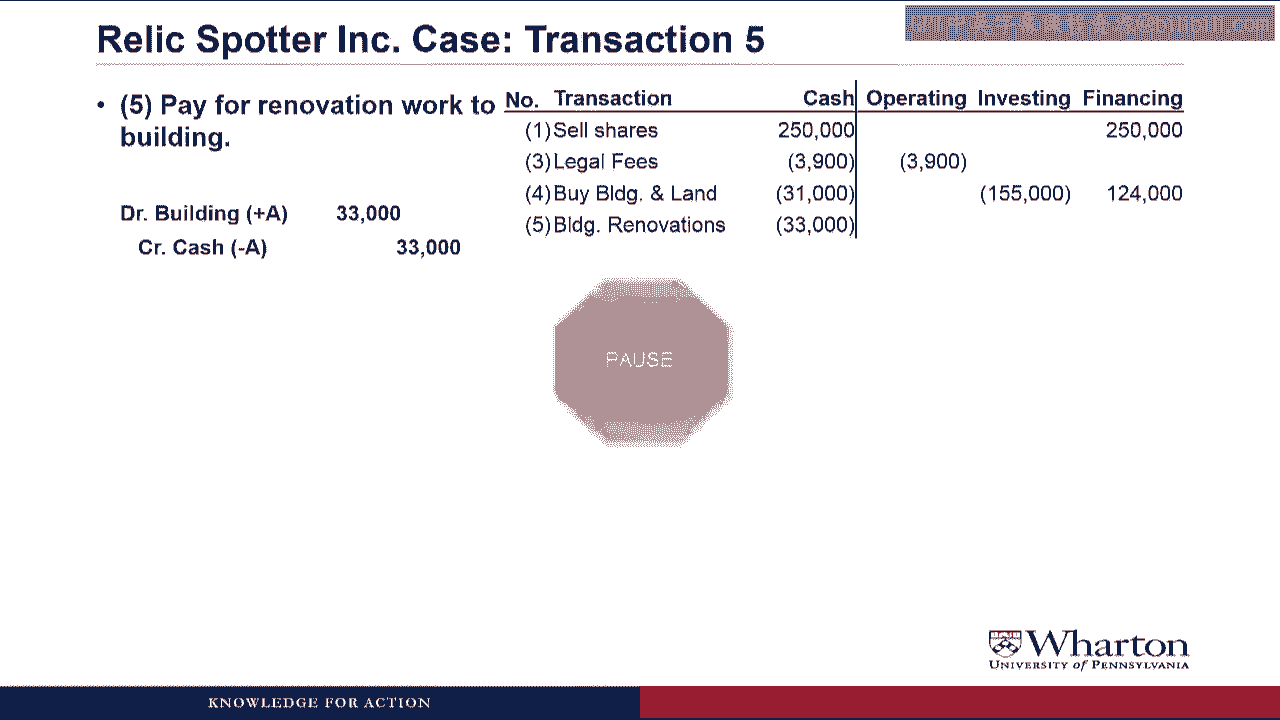 Relic Spotter Inc. Case: Transaction 5
• (5) Pay for renovation work to
building.
Dr. Building (+A) 33,000
Cr. Cash (-A) 33,000
No. Transaction Cash Operating Investing Financing
(1) Sell shares 250,000 250,000
(3) Legal Fees (3,900) (3,900)
(4) Buy Bldg. & Land (31,000) (155,000) 124,000
(5) Bldg. Renovations (33,000)
PAUSE
Wharton
UNIVERSITY of PENNSYLVANIA
KNOWLEDGE FOR ACTION